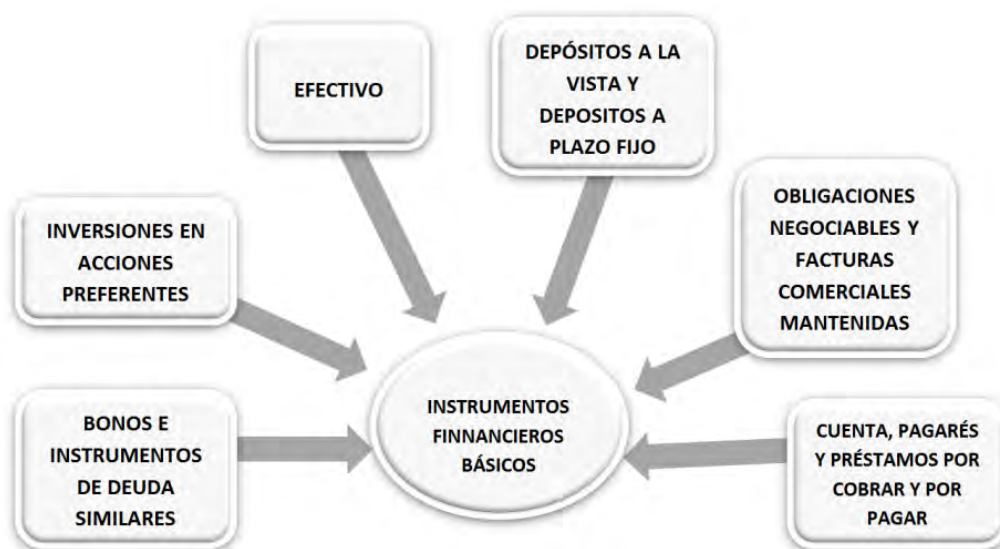 EFECTIVO
DEPÓSITOS A LA
VISTA Y
DEPOSITOS A
PLAZO FIJO
INVERSIONES EN
ACCIONES
PREFERENTES
OBLIGACIONES
NEGOCIABLES Y
FACTURAS
COMERCIALES
MANTENIDAS
BONOS E
INSTRUMENTOS
DE DEUDA
SIMILARES
INSTRUMENTOS
FINNANCIEROS
BÁSICOS
CUENTA, PAGARÉS
Y PRÉSTAMOS POR
COBRAR Y POR
PAGAR